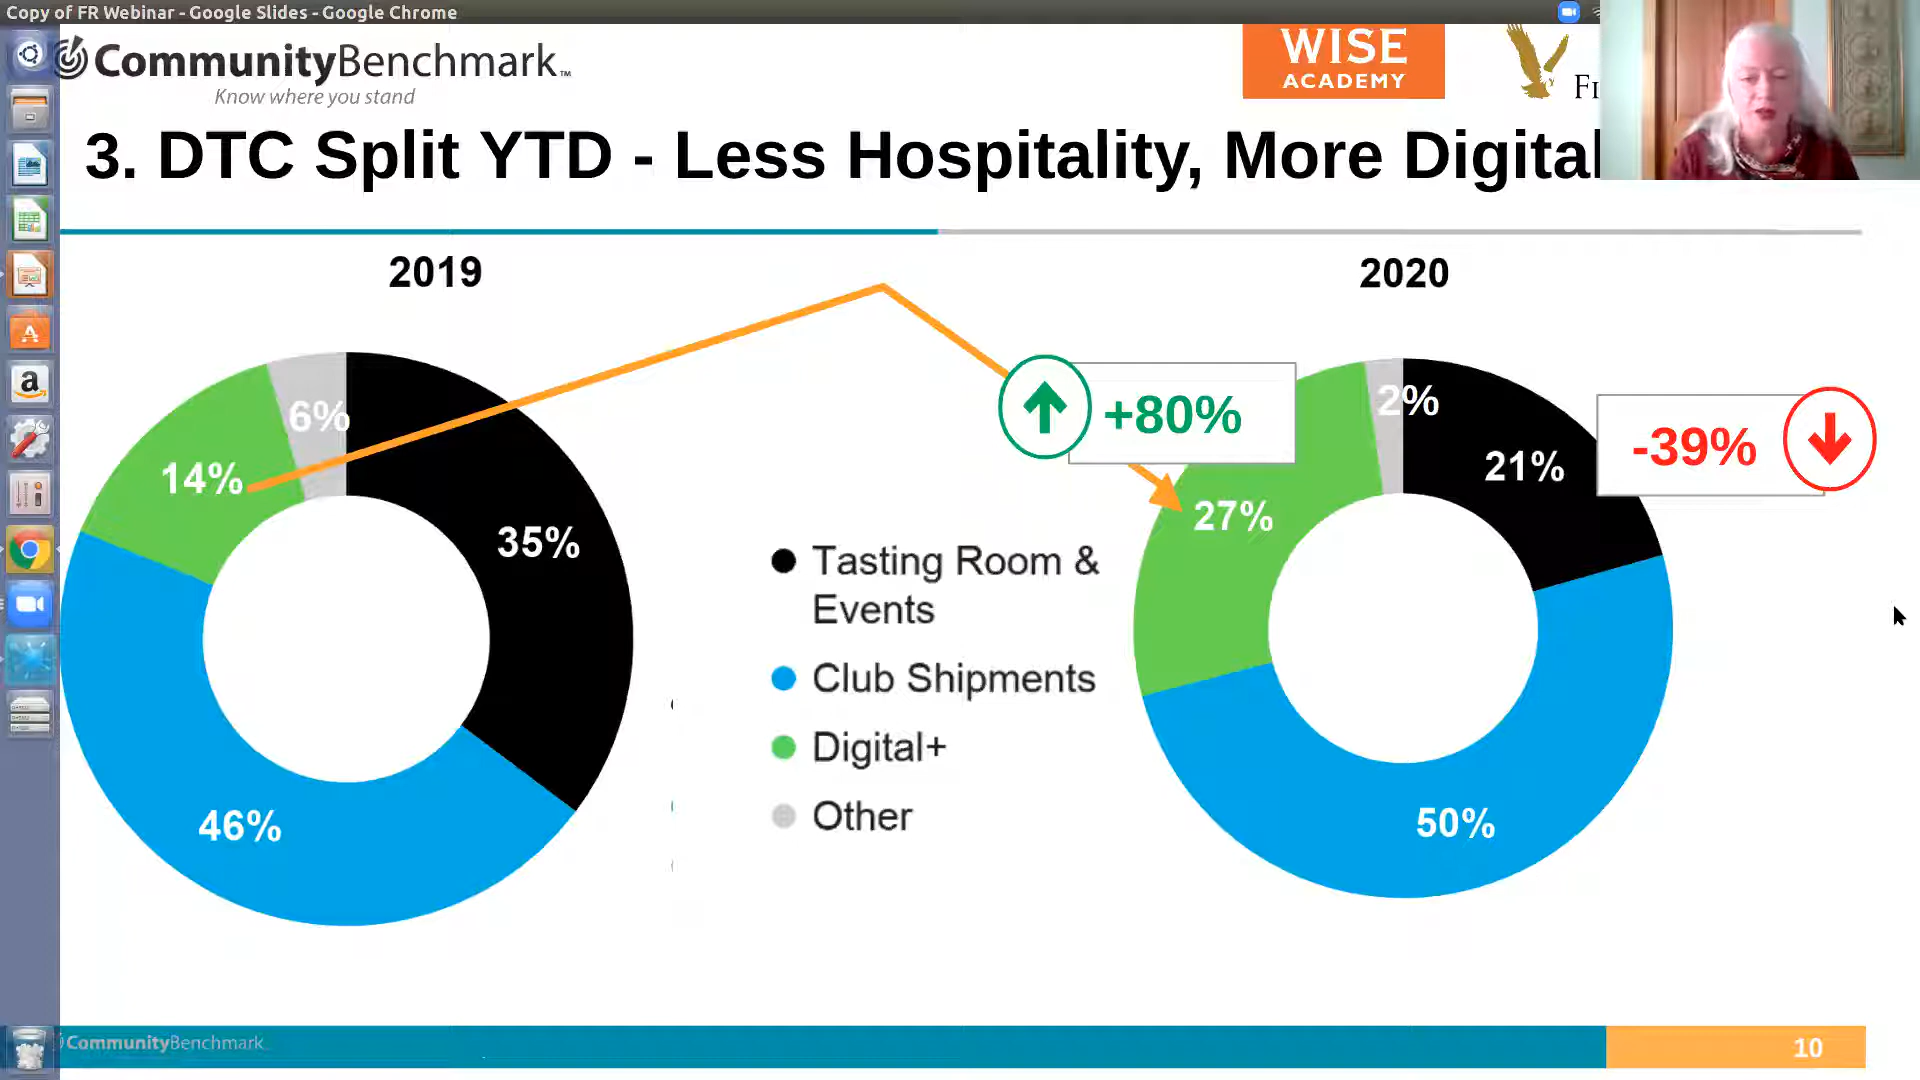 Copy of FR Webinar - Google Slides - Google Chrome
CommunityBenchmark™
Know where you stand
WISE
ACADEMY
3. DTC Split YTD - Less Hospitality, More Digital
2019
2020
6%
14%
35%
46%
+80%
2%
21%
-39%
27%
50%
Tasting Room &
Events
Club Shipments
Digital+
Other
CommunityBenchmark
10